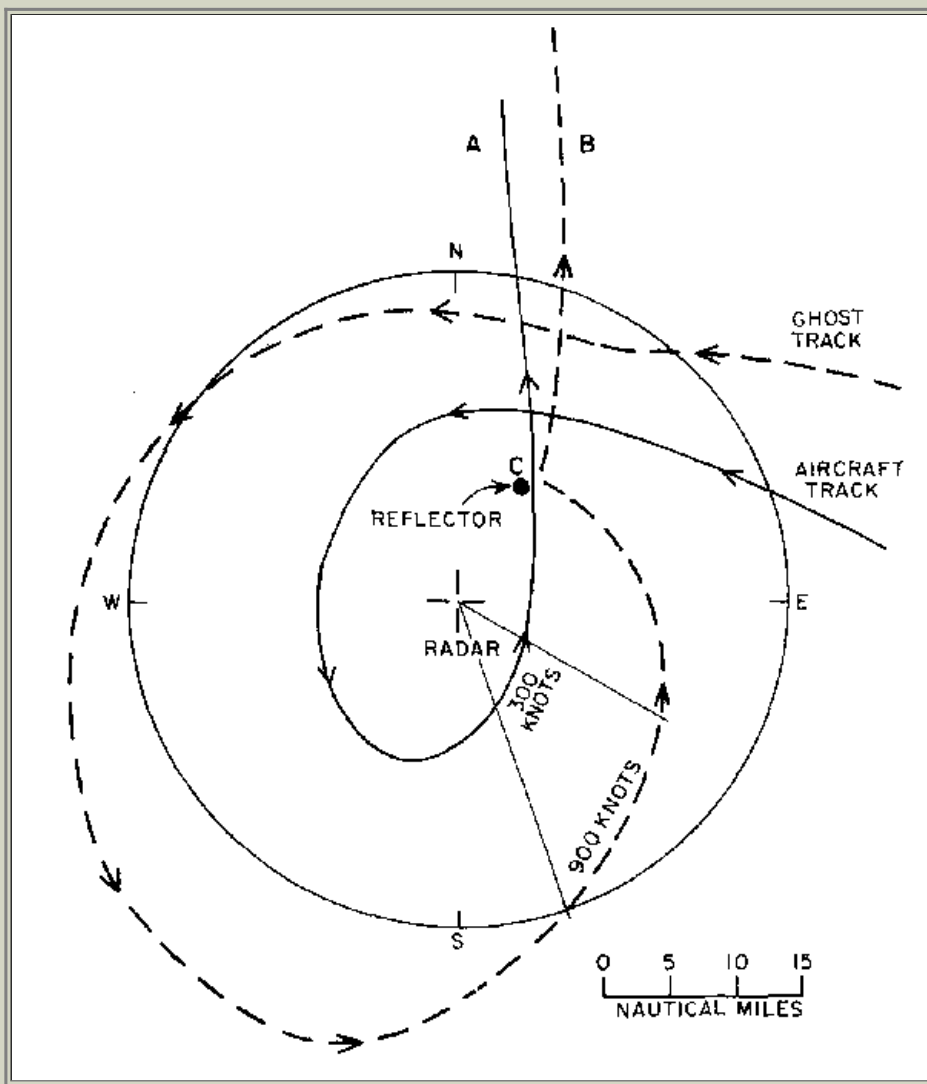 A
B
N
GHOST
TRACK
C
AIRCRAFT
TRACK
REFLECTOR
W
E
RADAR
300
KNOTS
900 KNOTS
S
0 5 10 15
NAUTICAL MILES